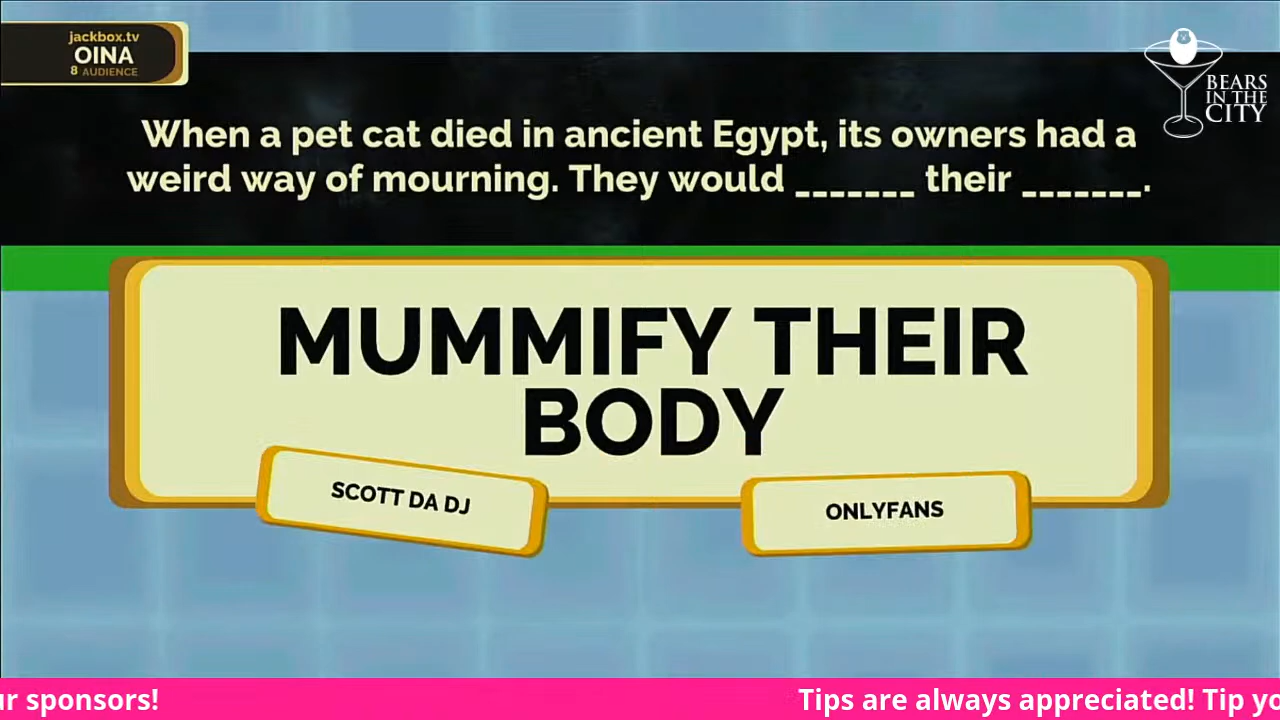 jackbox.tv
OINA
8 AUDIENCE
BEARS
IN THE
CITY
When a pet cat died in ancient Egypt, its owners had a
weird way of mourning. They would _______ their _______.
MUMMIFY THEIR
BODY
SCOTT DA DJ
ONLYFANS
ur sponsors!
Tips are always appreciated! Tip yo